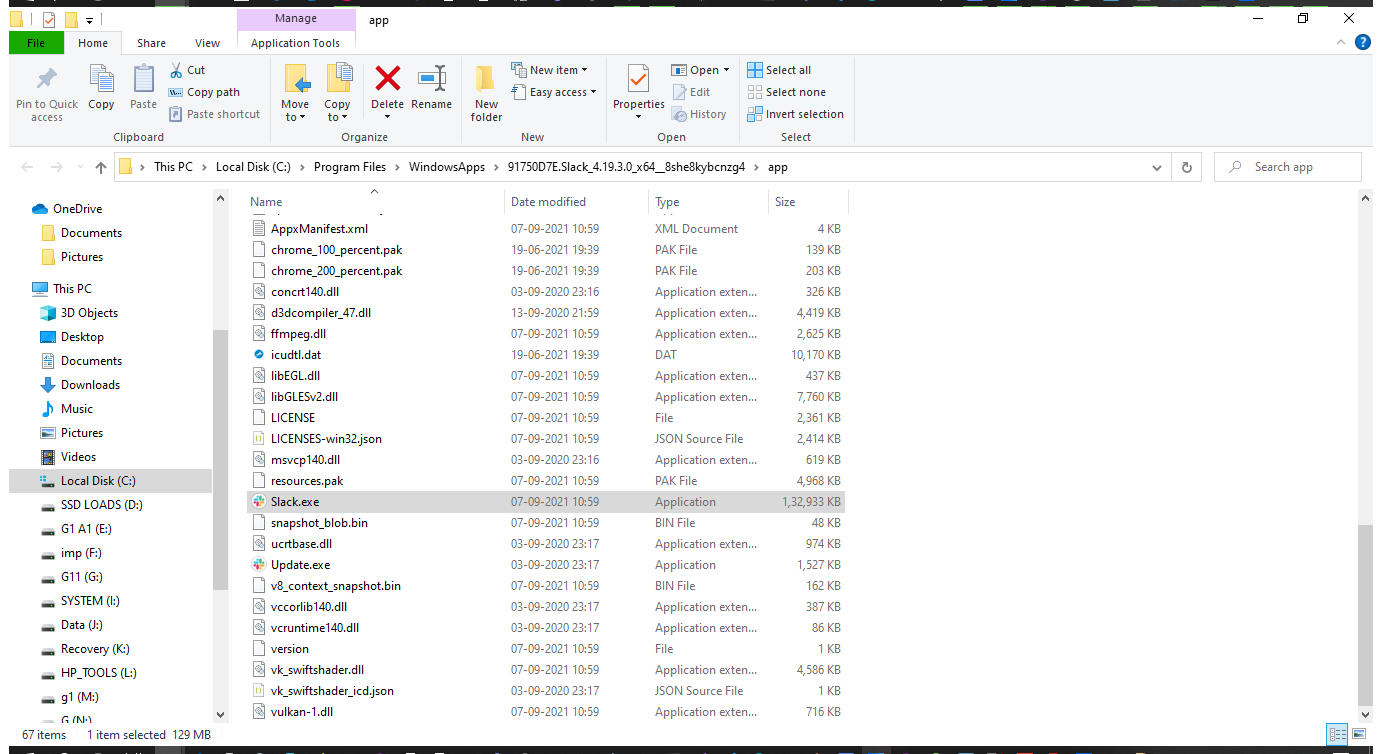 Manage
app
File
Home
Share
View
Application Tools
Pin to Quick access
Copy
Paste
Cut
Copy path
Paste shortcut
Clipboard
Move to
Copy to
Delete
Rename
Organize
New folder
New item
Easy access
New
Properties
Open
Edit
History
Open
Select all
Select none
Invert selection
Select
This PC > Local Disk (C:) > Program Files > WindowsApps > 91750D7E.Slack_4.19.3.0_x64__8she8kybcnzg4 > app
Search app
OneDrive
Documents
Pictures
This PC
3D Objects
Desktop
Documents
Downloads
Music
Pictures
Videos
Local Disk (C:)
SSD LOADS (D:)
G1 A1 (E:)
imp (F:)
G11 (G:)
SYSTEM (I:)
Data (J:)
Recovery (K:)
HP_TOOLS (L:)
g1 (M:)
G (N:)
Name Date modified Type Size
AppxManifest.xml 07-09-2021 10:59 XML Document 4 KB
chrome_100_percent.pak 19-06-2021 19:39 PAK File 139 KB
chrome_200_percent.pak 19-06-2021 19:39 PAK File 203 KB
concrt140.dll 03-09-2020 23:16 Application exten... 326 KB
d3dcompiler_47.dll 13-09-2020 21:59 Application exten... 4,419 KB
ffmpeg.dll 07-09-2021 10:59 Application exten... 2,625 KB
icudtl.dat 19-06-2021 19:39 DAT 10,170 KB
libEGL.dll 07-09-2021 10:59 Application exten... 437 KB
libGLESv2.dll 07-09-2021 10:59 Application exten... 7,760 KB
LICENSE 07-09-2021 10:59 File 2,361 KB
LICENSES-win32.json 07-09-2021 10:59 JSON Source File 2,414 KB
msvcp140.dll 03-09-2020 23:16 Application exten... 619 KB
resources.pak 07-09-2021 10:59 PAK File 4,968 KB
Slack.exe 07-09-2021 10:59 Application 1,32,933 KB
snapshot_blob.bin 07-09-2021 10:59 BIN File 48 KB
ucrtbase.dll 03-09-2020 23:17 Application exten... 974 KB
Update.exe 07-09-2021 10:59 Application 1,527 KB
v8_context_snapshot.bin 07-09-2021 10:59 BIN File 162 KB
vccorlib140.dll 03-09-2020 23:17 Application exten... 387 KB
vcruntime140.dll 03-09-2020 23:17 Application exten... 86 KB
version 07-09-2021 10:59 File 1 KB
vk_swiftshader.dll 07-09-2021 10:59 Application exten... 4,586 KB
vk_swiftshader_icd.json 03-09-2020 23:17 JSON Source File 1 KB
vulkan-1.dll 07-09-2021 10:59 Application exten... 716 KB
67 items 1 item selected 129 MB